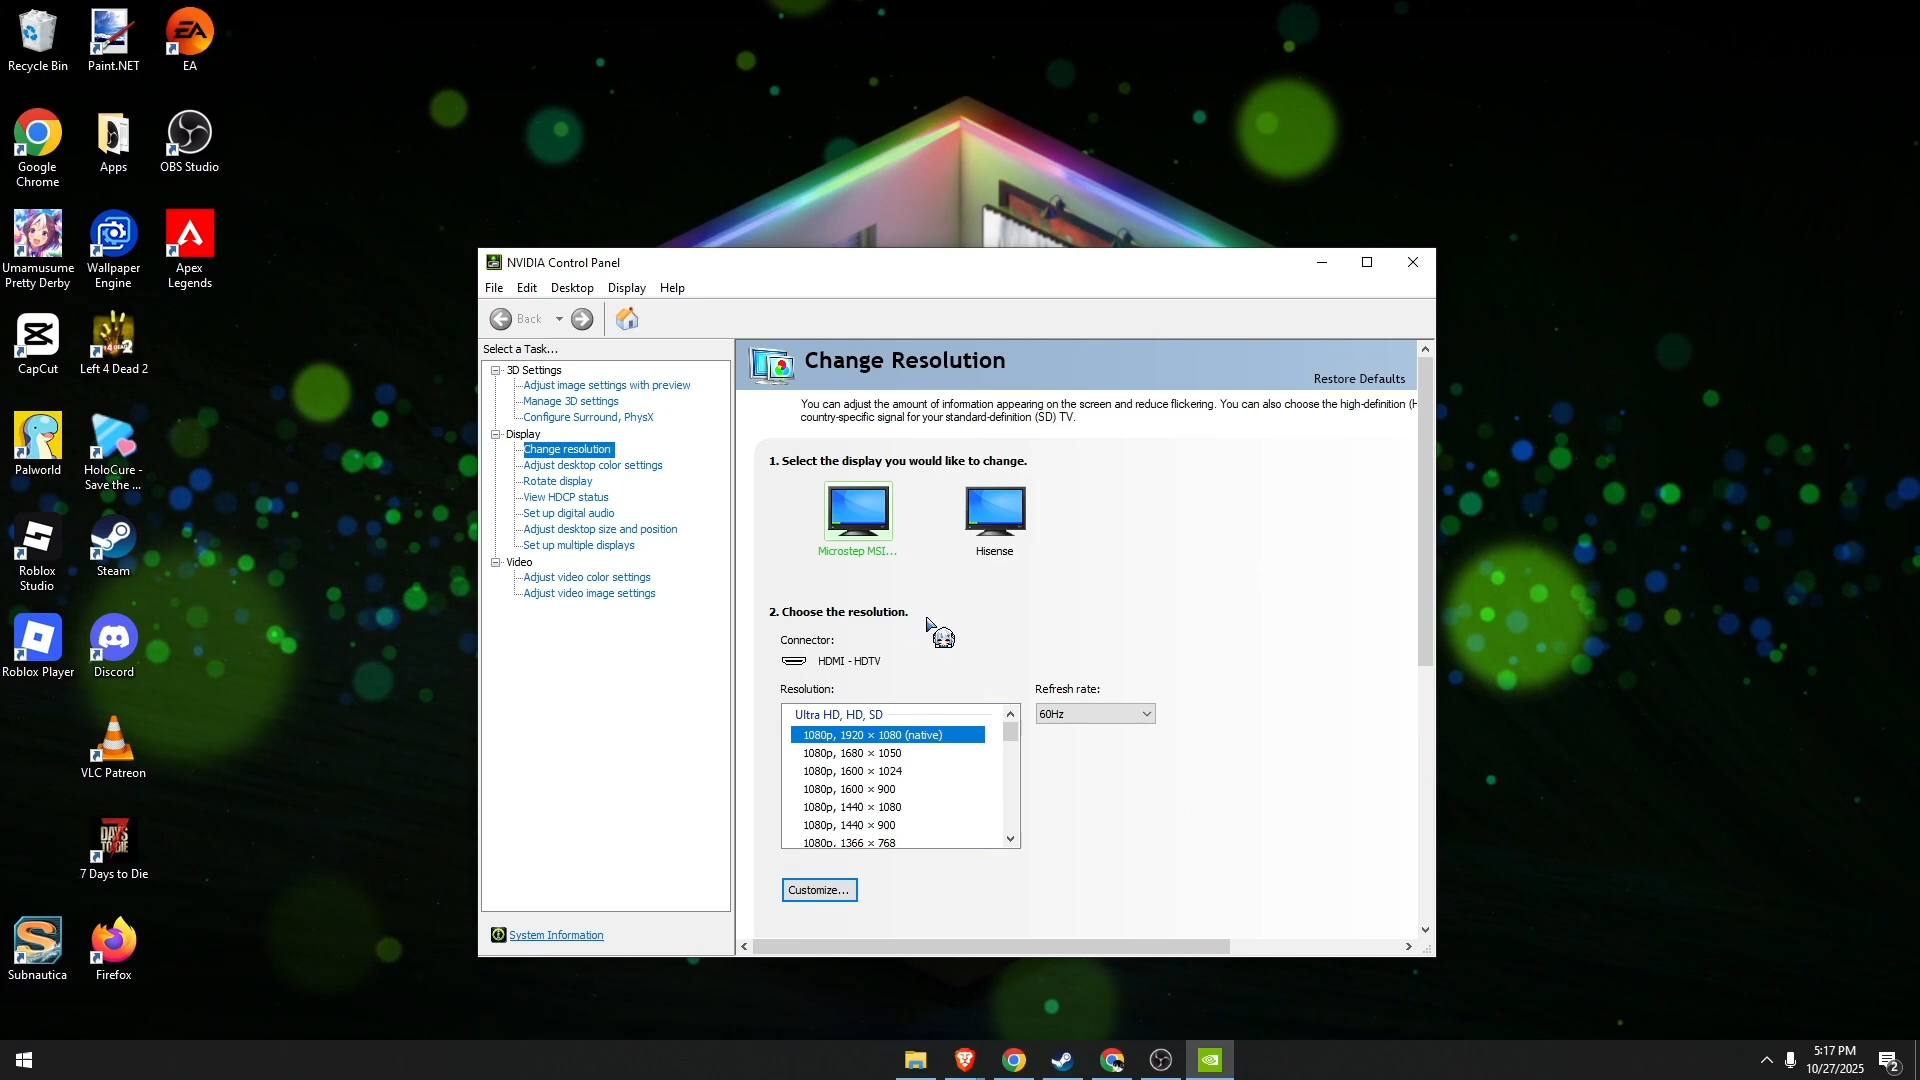 Recycle Bin
Paint.NET
EA
Google
Chrome
Apps
OBS Studio
Umamusume
Pretty Derby
Wallpaper
Engine
Apex
Legends
CapCut
Left 4 Dead 2
Palworld
HoloCure -
Save the ...
Roblox
Studio
Steam
Roblox Player
Discord
VLC Patreon
7 Days to Die
Subnautica
Firefox
NVIDIA Control Panel
File Edit Desktop Display Help
Back
Select a Task...
3D Settings
Adjust image settings with preview
Manage 3D settings
Configure Surround, PhysX
Display
Change resolution
Adjust desktop color settings
Rotate display
View HDCP status
Set up digital audio
Adjust desktop size and position
Set up multiple displays
Video
Adjust video color settings
Adjust video image settings
System Information
Change Resolution
Restore Defaults
You can adjust the amount of information appearing on the screen and reduce flickering. You can also choose the high-definition (H
country-specific signal for your standard-definition (SD) TV.
1. Select the display you would like to change.
Microstep MSI...
Hisense
2. Choose the resolution.
Connector:
HDMI - HDTV
Resolution:
Refresh rate:
60Hz
Ultra HD, HD, SD
1080p, 1920 × 1080 (native)
1080p, 1680 × 1050
1080p, 1600 × 1024
1080p, 1600 × 900
1080p, 1440 × 1080
1080p, 1440 × 900
1080p, 1366 × 768
Customize...
5:17 PM
10/27/2025
2